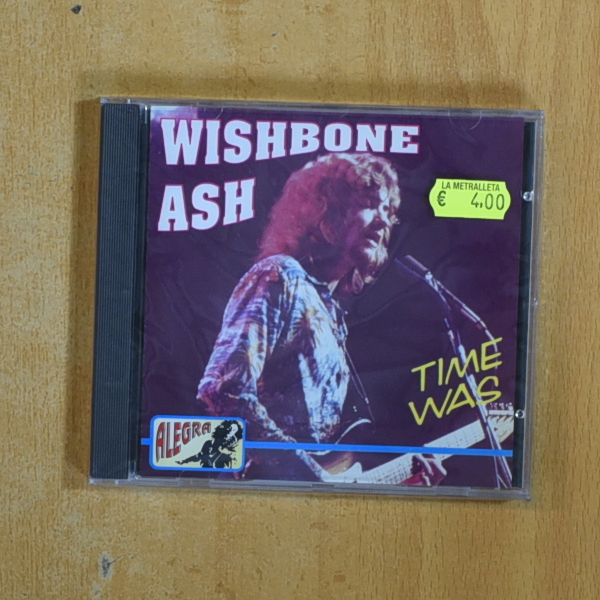 WISHBONE
ASH
LA METRALLETA
€ 4,00
TIME
WAS
ALEGRA